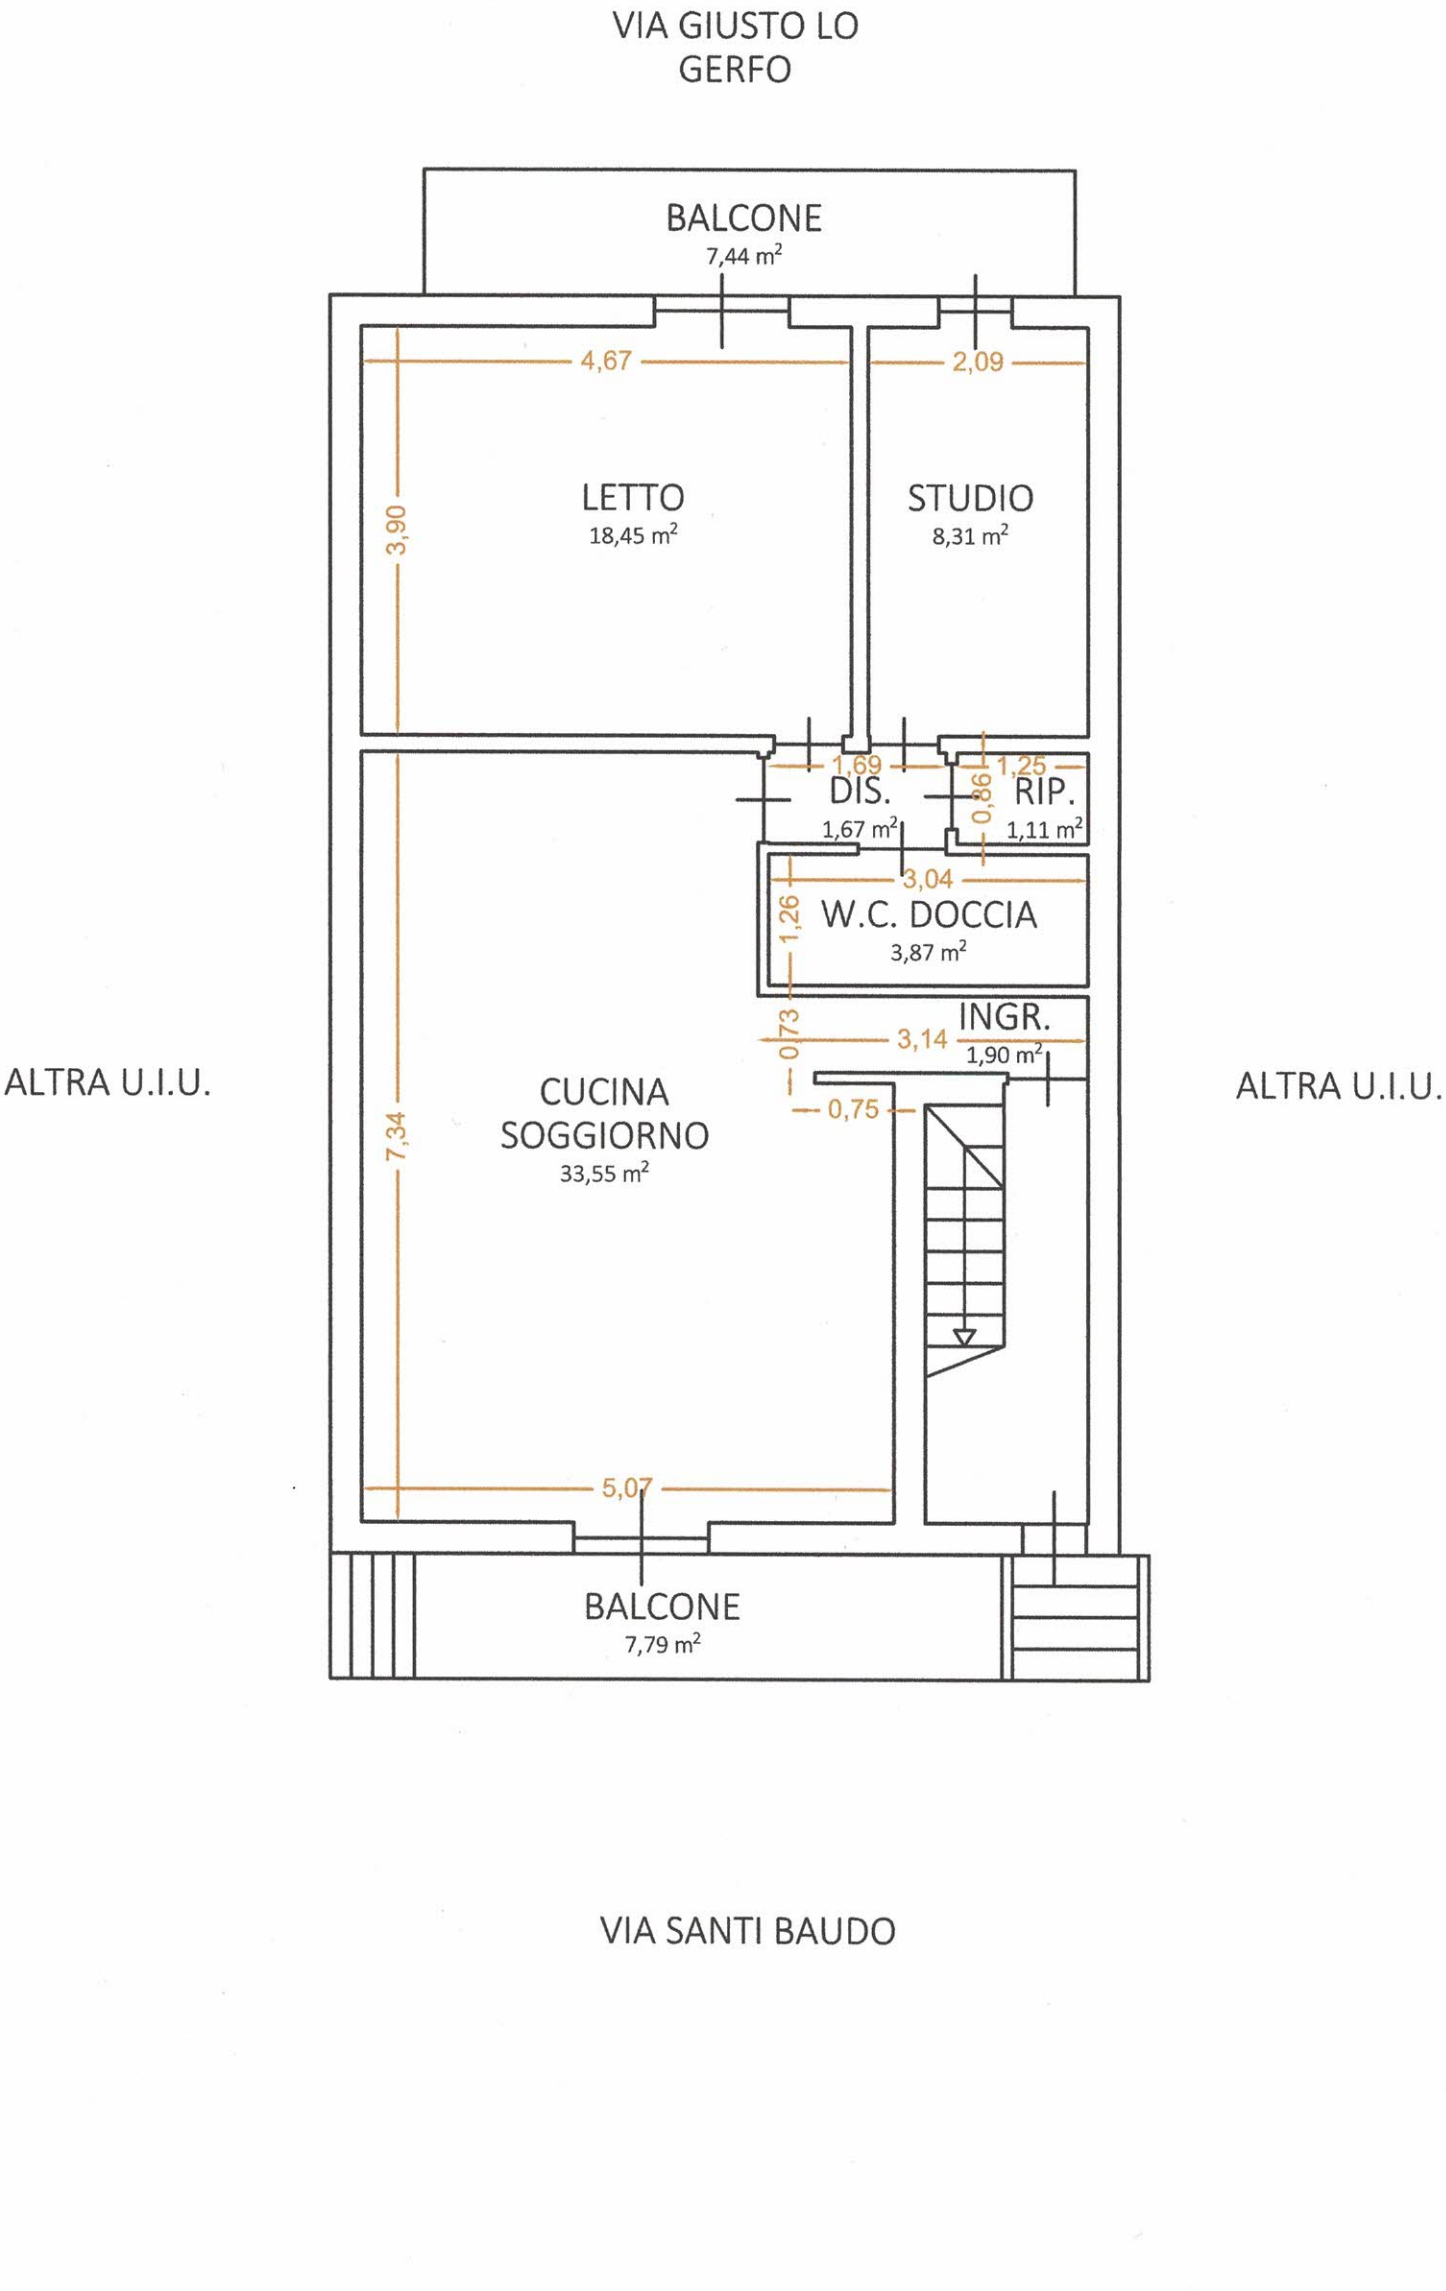 VIA GIUSTO LO
GERFO
BALCONE
7,44 m²
4,67
2,09
3,90
LETTO
18,45 m²
STUDIO
8,31 m²
1,69
1,25
0,86
DIS.
1,67 m²
RIP.
1,11 m²
3,04
1,26
W.C. DOCCIA
3,87 m²
INGR.
1,90 m²
0,73
3,14
ALTRA U.I.U.
ALTRA U.I.U.
CUCINA
SOGGIORNO
33,55 m²
0,75
7,34
5,07
BALCONE
7,79 m²
VIA SANTI BAUDO